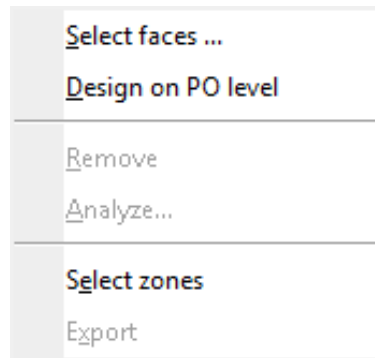 Select faces ...
Design on PO level
Remove
Analyze...
Select zones
Export